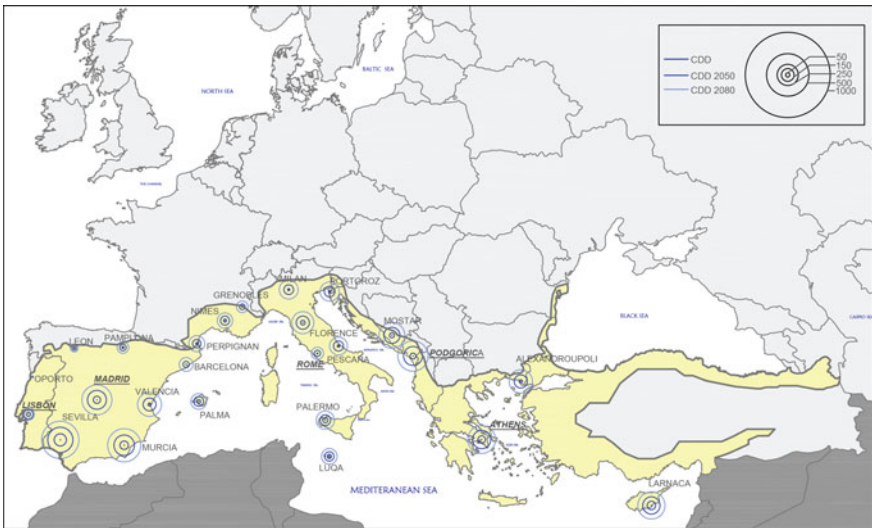 50
150
250
500
1000
CDD
CDD 2050
CDD 2080
NORTH SEA
BALTIC SEA
BLACK SEA
MILAN
PORTOROZ
GRENOBLES
NIMES
MOSTAR
FLORENCE
PERPIGNAN
LEON
PAMPLONA
ROME
PESCANA
PODGORICA
ALEXANDROUPOLI
BARCELONA
OPORTO
MADRID
VALENCIA
PALMA
LISBON
SEVILLA
PALERMO
ATHENS
MURCIA
LUQA
LARNACA
MEDITERANEAN SEA